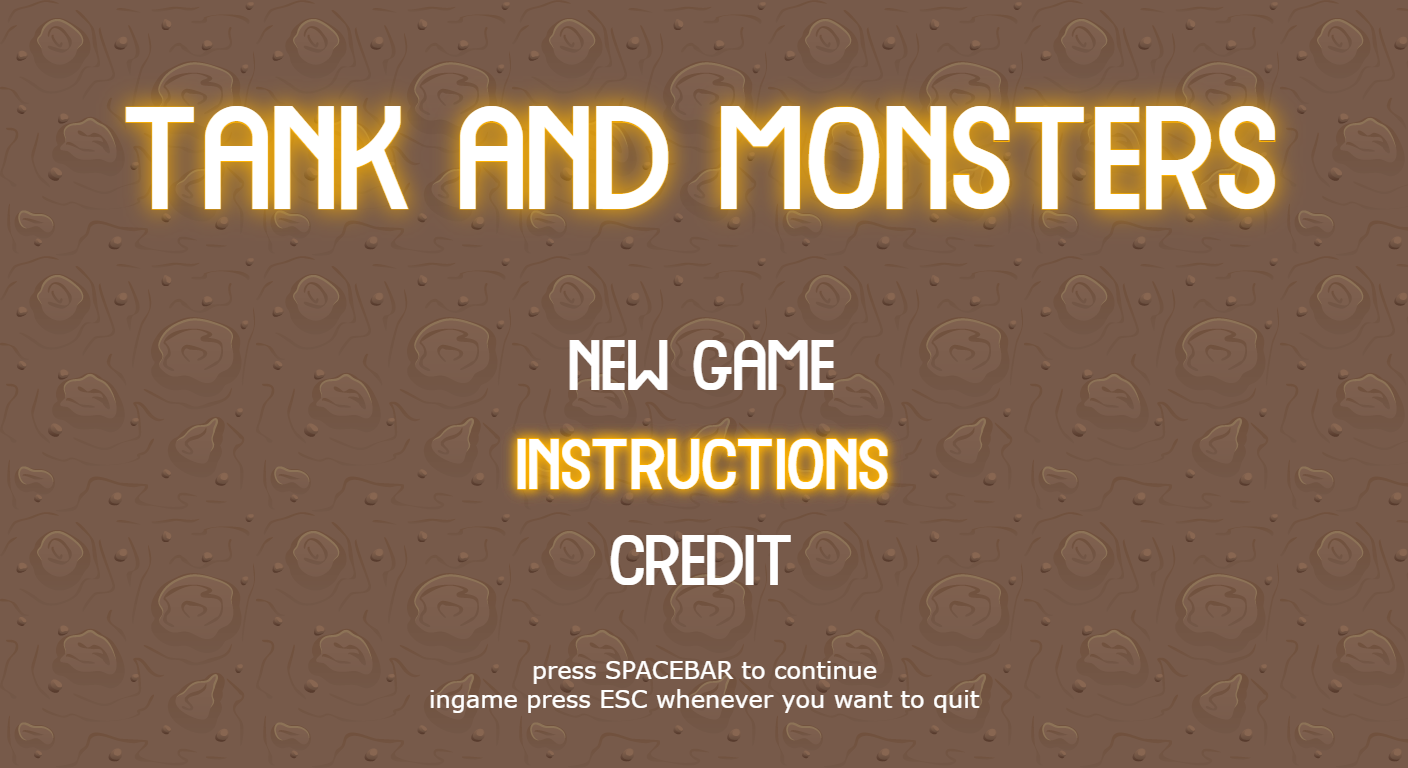 TANK AND MONSTERS
NEW GAME
INSTRUCTIONS
CREDIT
press SPACEBAR to continue
ingame press ESC whenever you want to quit